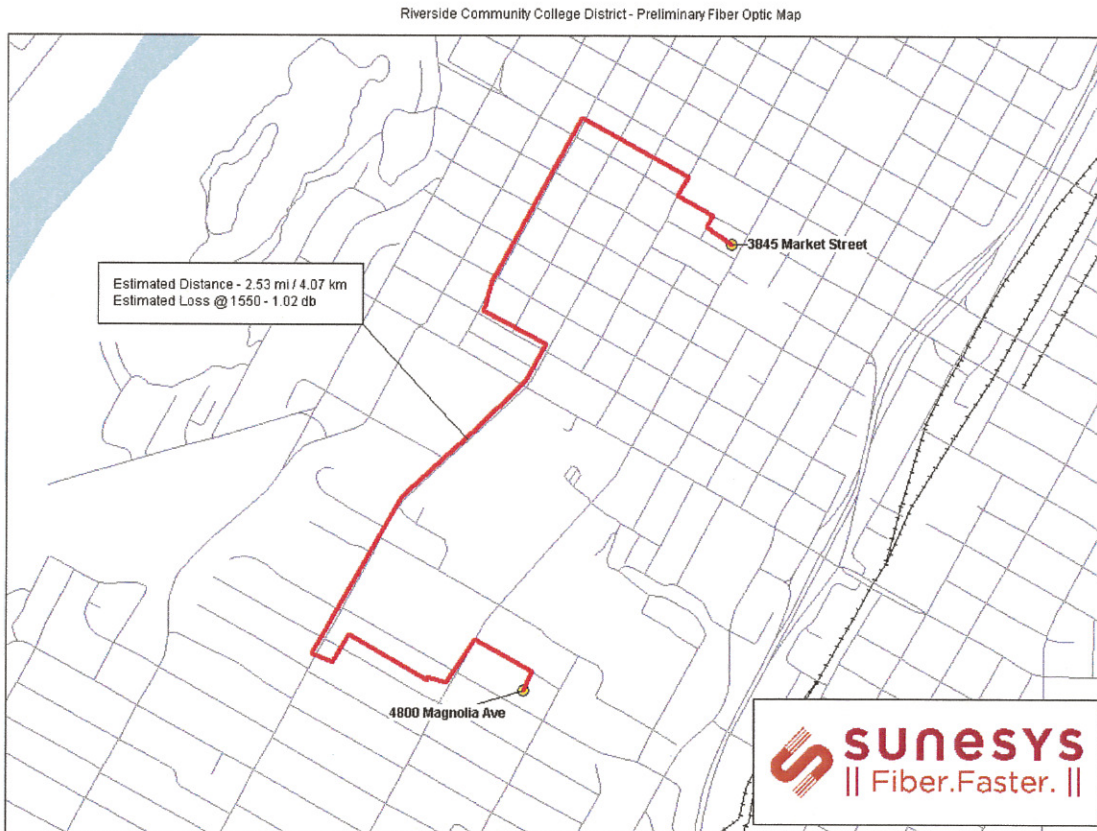 Riverside Community College District - Preliminary Fiber Optic Map
3845 Market Street
Estimated Distance - 2.53 mi / 4.07 km
Estimated Loss @ 1550 - 1.02 db
4800 Magnolia Ave
sunesys
|| Fiber.Faster. ||